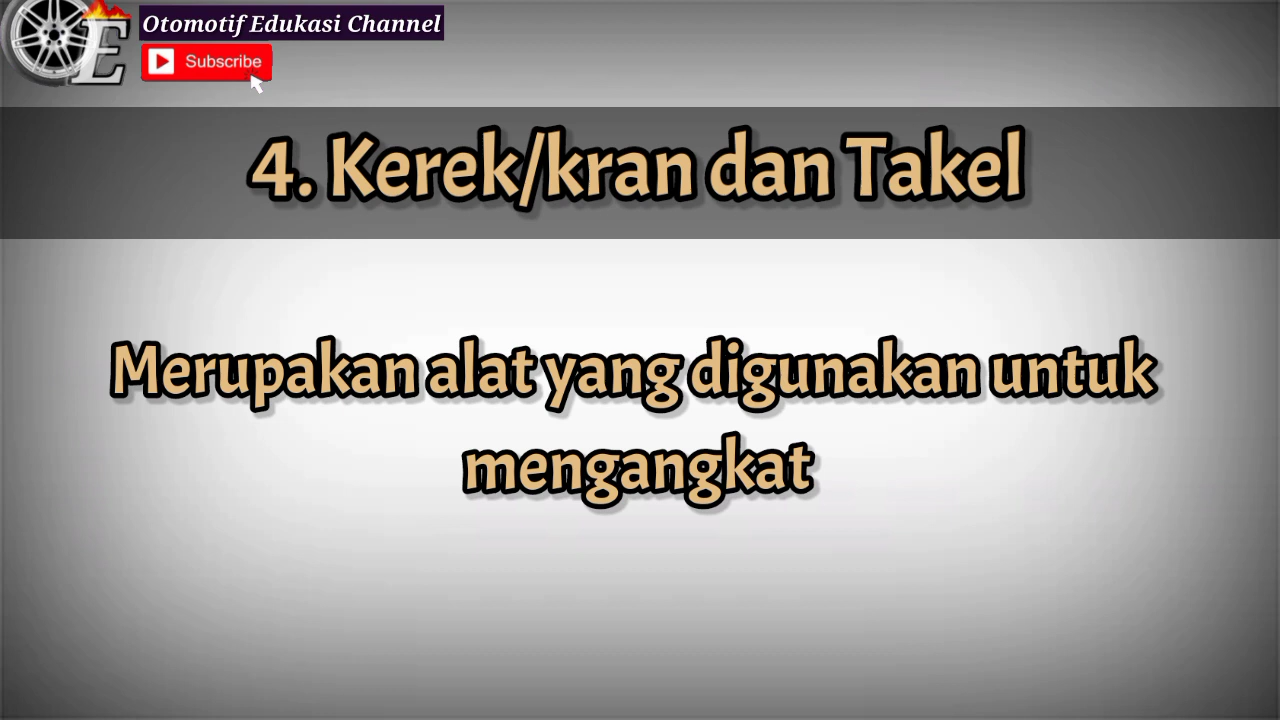 Otomotif Edukasi Channel
E
Subscribe
4. Kerek/kran dan Takel
Merupakan alat yang digunakan untuk
mengangkat